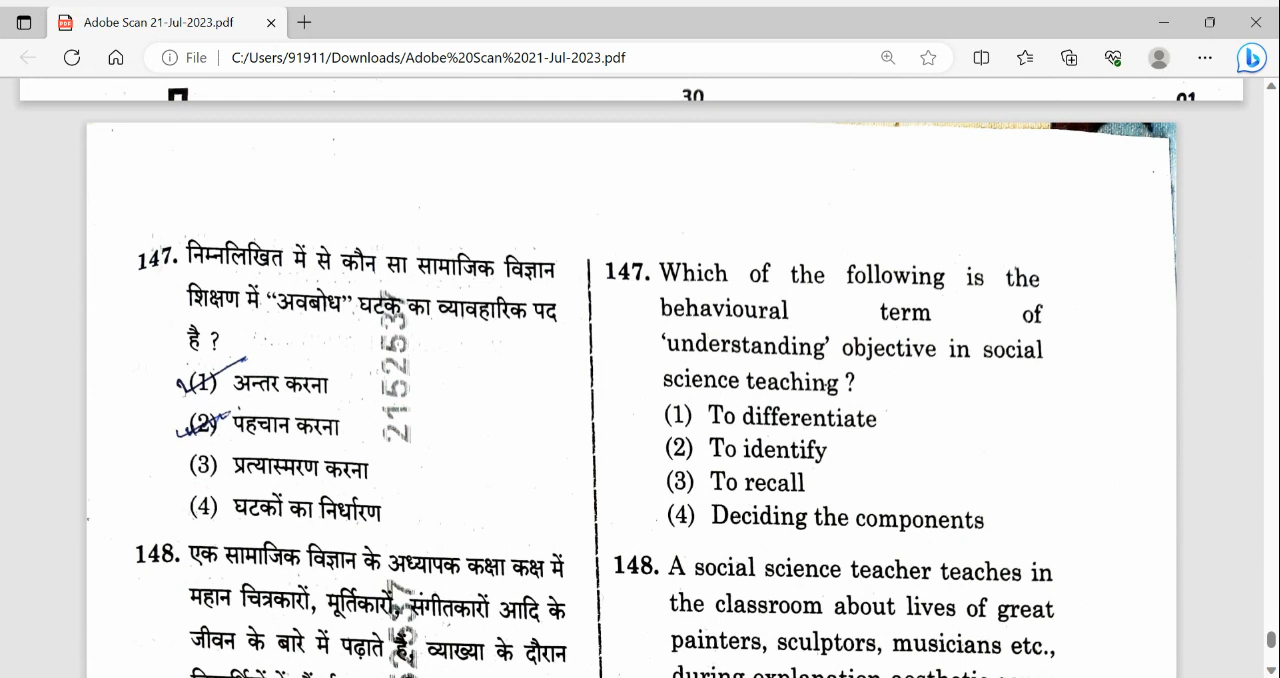 Adobe Scan 21-Jul-2023.pdf
File
C:/Users/91911/Downloads/Adobe%20Scan%2021-Jul-2023.pdf
30
01
147. निम्नलिखित में से कौन सा सामाजिक विज्ञान
शिक्षण में “अवबोध” घटक का व्यावहारिक पद
है ?
(1) अन्तर करना
(2) पहचान करना
(3) प्रत्यास्मरण करना
(4) घटकों का निर्धारण
148. एक सामाजिक विज्ञान के अध्यापक कक्षा कक्ष में
महान चित्रकारों, मूर्तिकारों, संगीतकारों आदि के
जीवन के बारे में पढ़ाते हैं, व्याख्या के दौरान
2152537
147. Which of the following is the
behavioural term of
‘understanding’ objective in social
science teaching ?
(1) To differentiate
(2) To identify
(3) To recall
(4) Deciding the components
148. A social science teacher teaches in
the classroom about lives of great
painters, sculptors, musicians etc.,
during explanation aesthetic